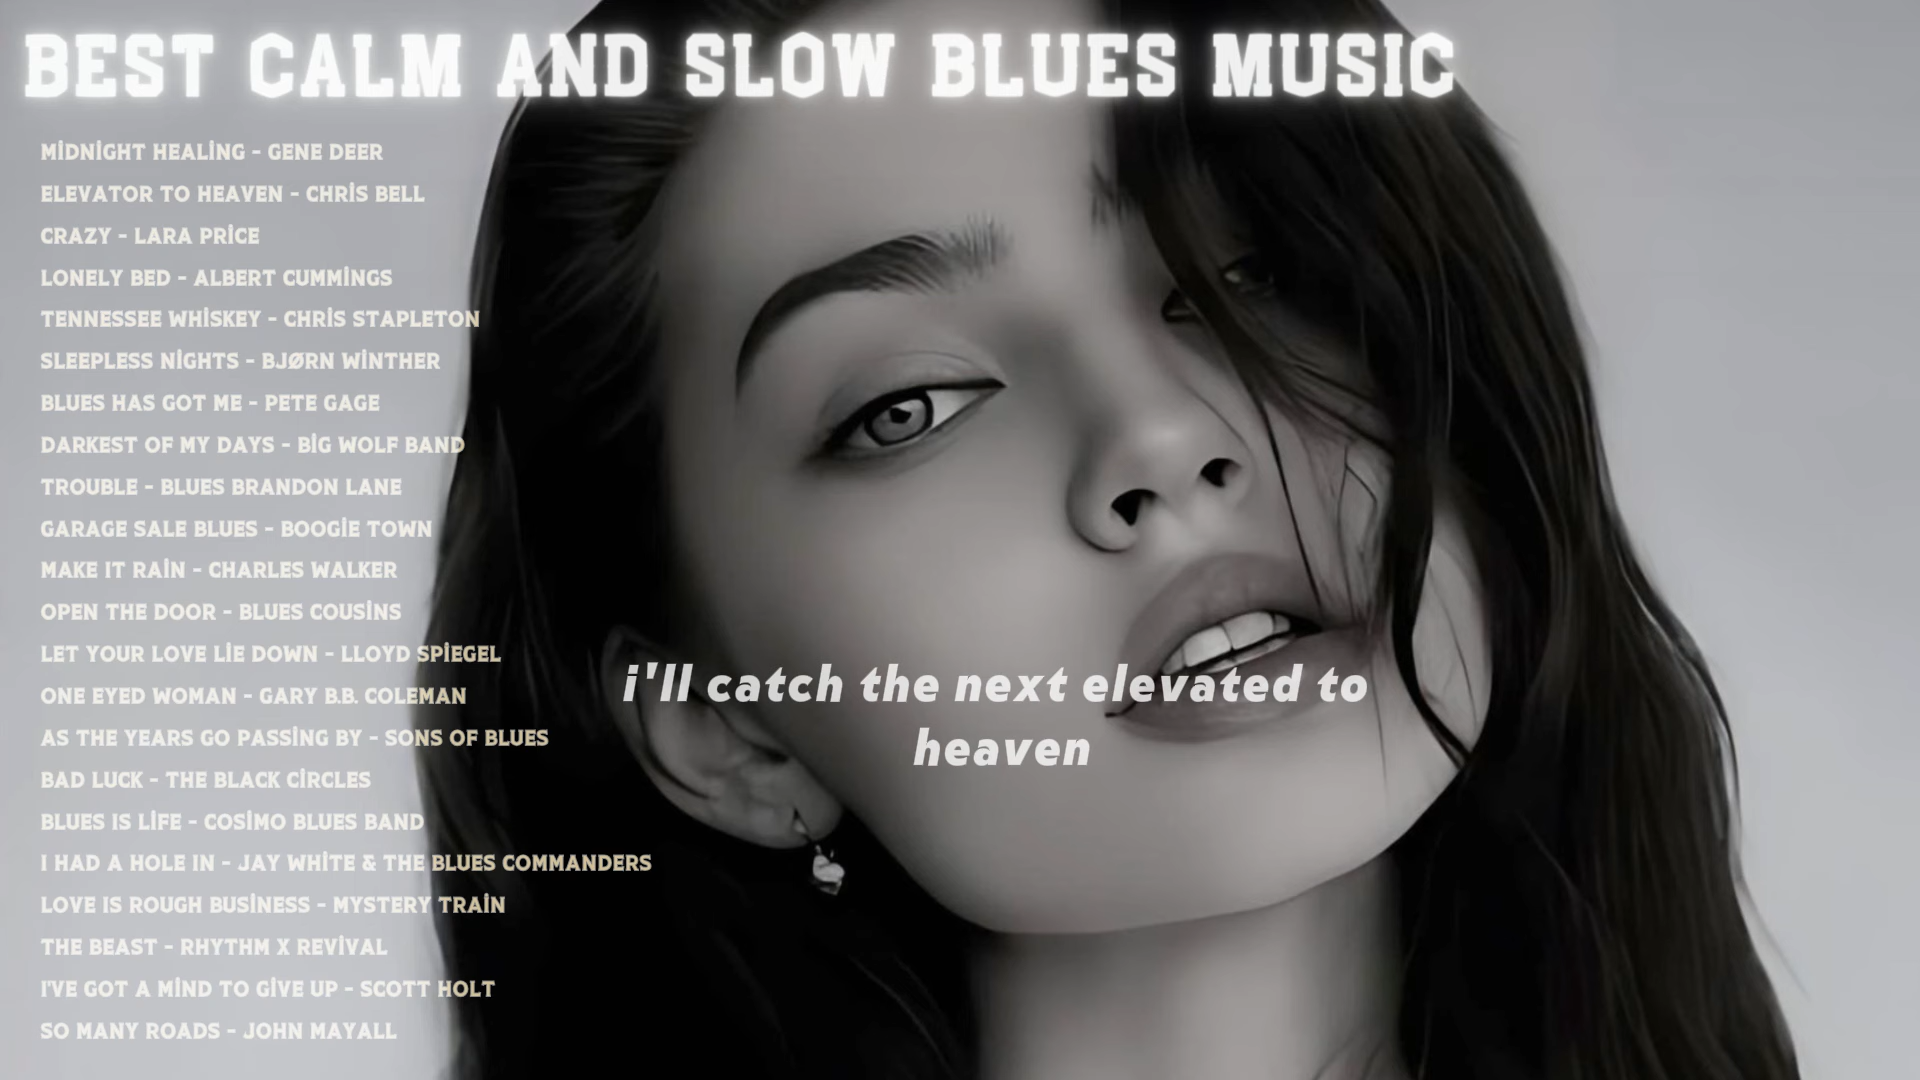 BEST CALM AND SLOW BLUES MUSIC
MIDNIGHT HEALING - GENE DEER
ELEVATOR TO HEAVEN - CHRIS BELL
CRAZY - LARA PRICE
LONELY BED - ALBERT CUMMINGS
TENNESSEE WHISKEY - CHRIS STAPLETON
SLEEPLESS NIGHTS - BJØRN WINTHER
BLUES HAS GOT ME - PETE GAGE
DARKEST OF MY DAYS - BIG WOLF BAND
TROUBLE - BLUES BRANDON LANE
GARAGE SALE BLUES - BOOGIE TOWN
MAKE IT RAIN - CHARLES WALKER
OPEN THE DOOR - BLUES COUSINS
LET YOUR LOVE LIE DOWN - LLOYD SPIEGEL
ONE EYED WOMAN - GARY B.B. COLEMAN
AS THE YEARS GO PASSING BY - SONS OF BLUES
BAD LUCK - THE BLACK CIRCLES
BLUES IS LIFE - COSIMO BLUES BAND
I HAD A HOLE IN - JAY WHITE & THE BLUES COMMANDERS
LOVE IS ROUGH BUSINESS - MYSTERY TRAIN
THE BEAST - RHYTHM X REVIVAL
I'VE GOT A MIND TO GIVE UP - SCOTT HOLT
SO MANY ROADS - JOHN MAYALL
i'll catch the next elevated to
heaven